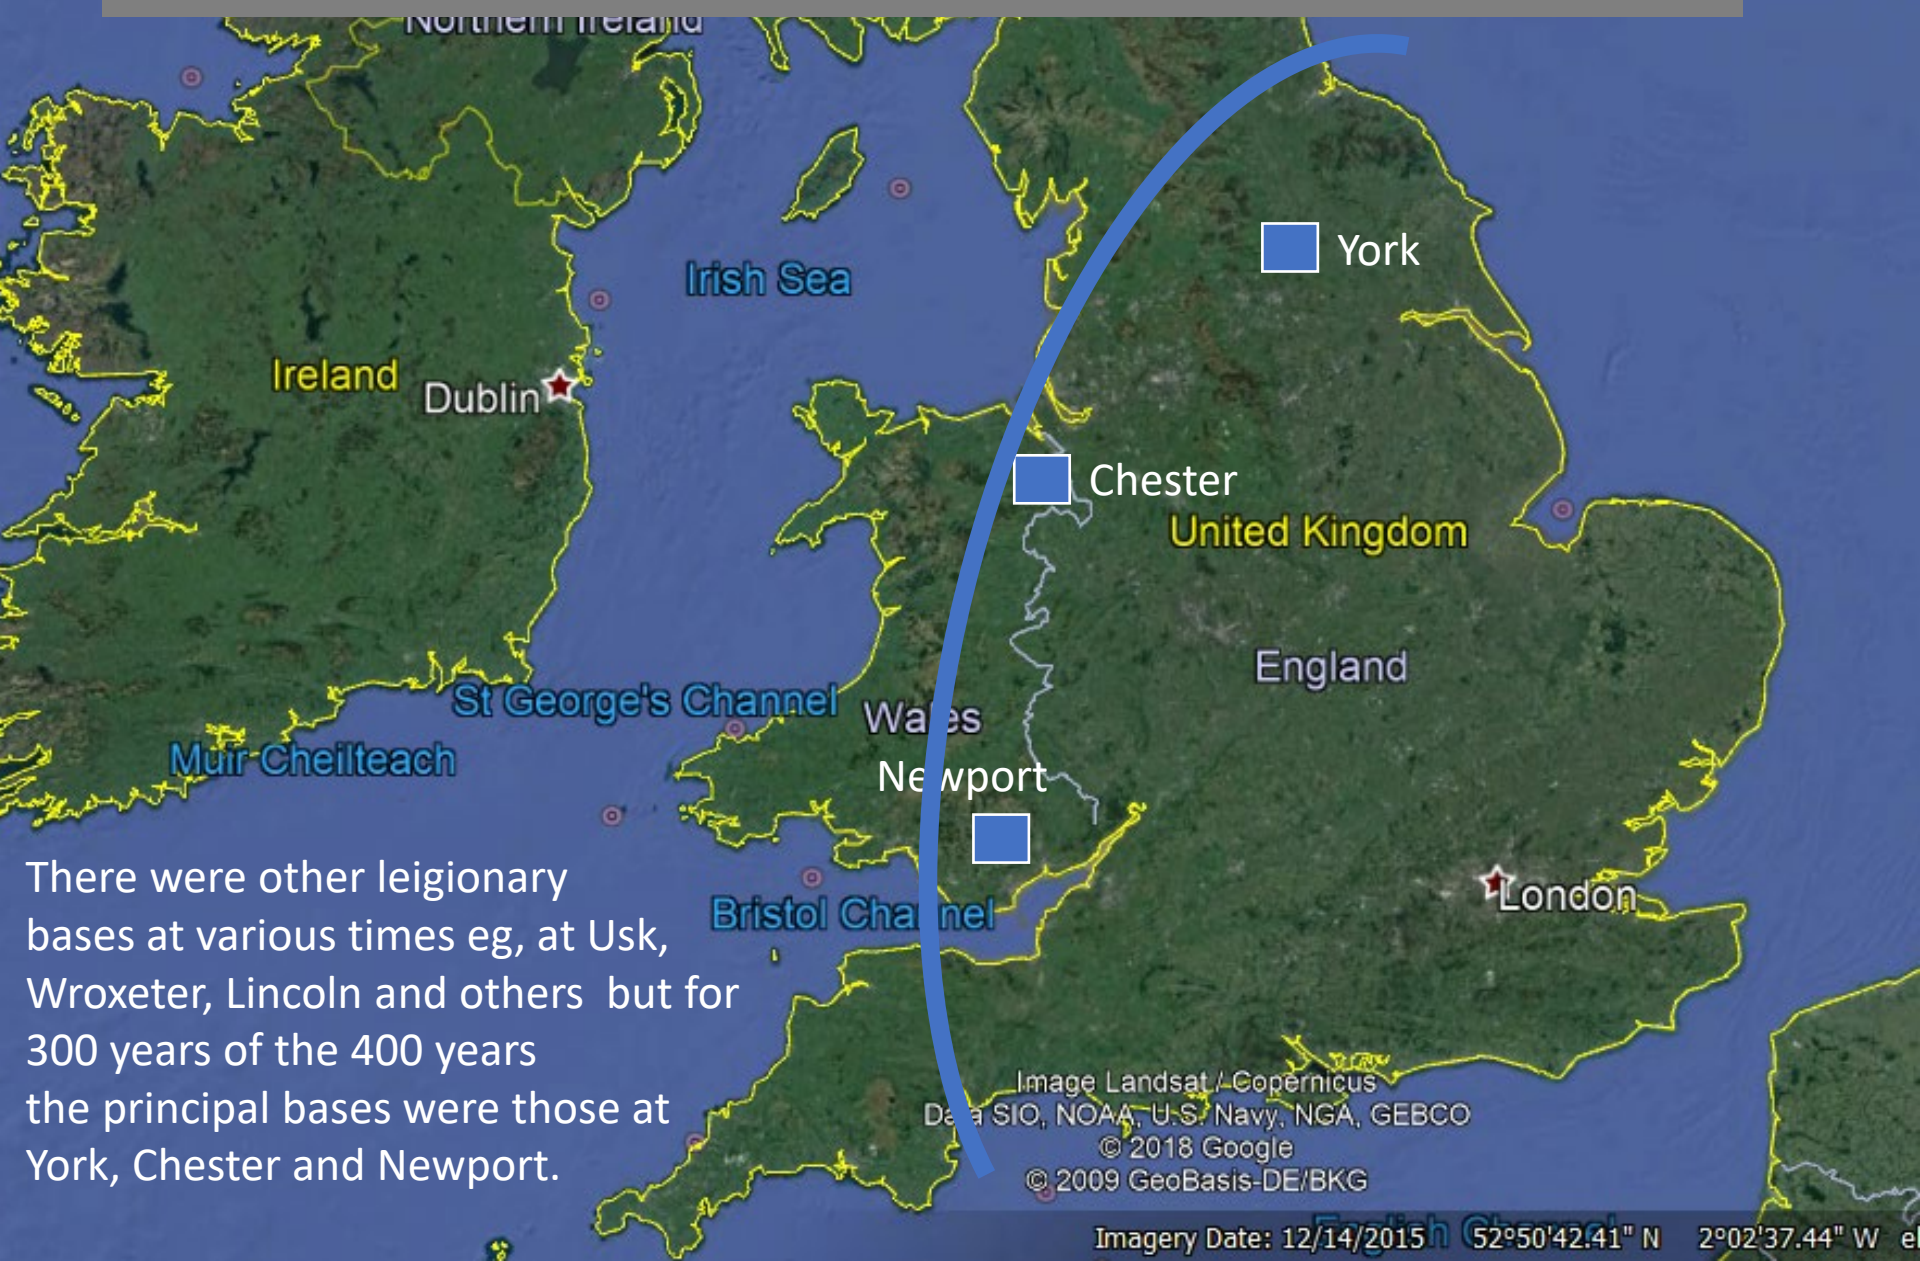 Northern Ireland
York
Irish Sea
Ireland
Dublin
Chester
United Kingdom
England
St George's Channel
Wales
Muir Cheilteach
Newport
There were other leigionary
bases at various times eg, at Usk,
Wroxeter, Lincoln and others but for
300 years of the 400 years
the principal bases were those at
York, Chester and Newport.
Bristol Channel
London
Image Landsat / Copernicus
Data SIO, NOAA, U.S. Navy, NGA, GEBCO
© 2018 Google
© 2009 GeoBasis-DE/BKG
English Channel
Imagery Date: 12/14/2015 52°50'42.41" N 2°02'37.44" W